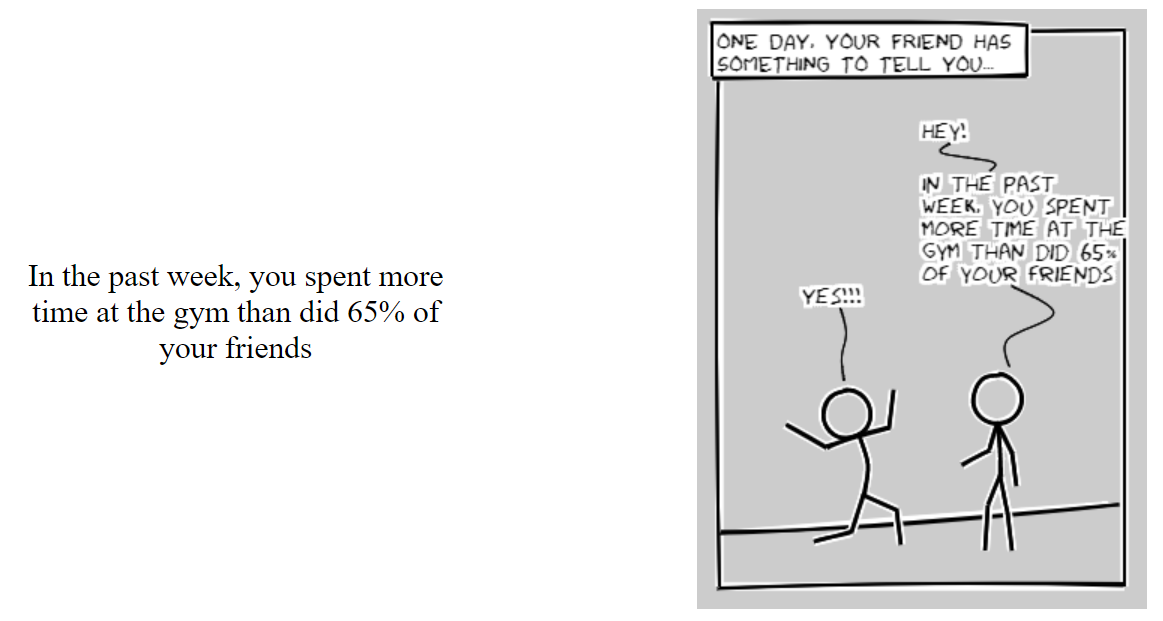 In the past week, you spent more
time at the gym than did 65% of
your friends
ONE DAY, YOUR FRIEND HAS
SOMETHING TO TELL YOU...
HEY!
IN THE PAST
WEEK, YOU SPENT
MORE TIME AT THE
GYM THAN DID 65%
OF YOUR FRIENDS
YES!!!